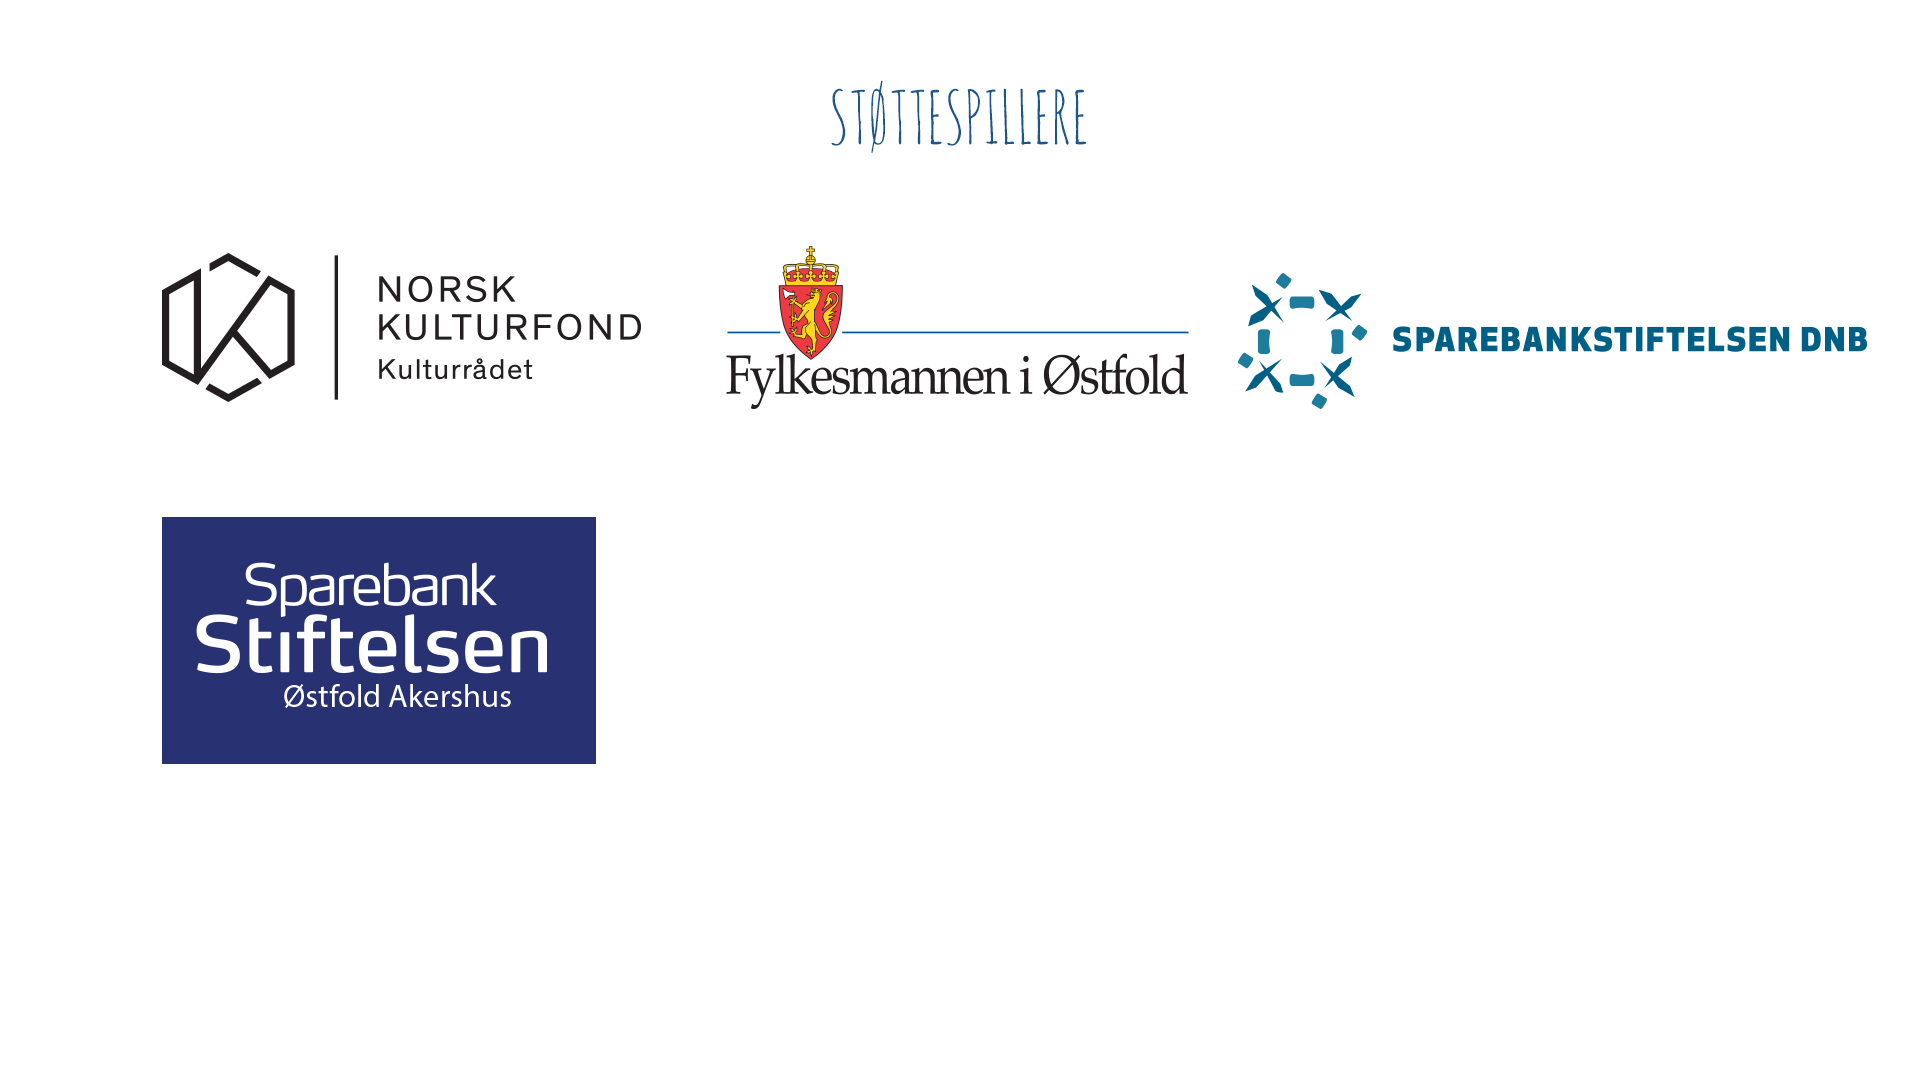 STØTTESPILLERE
NORSK
KULTURFOND
Kulturrådet
Fylkesmannen i Østfold
SPAREBANKSTIFTELSEN DNB
Sparebank
Stiftelsen
Østfold Akershus